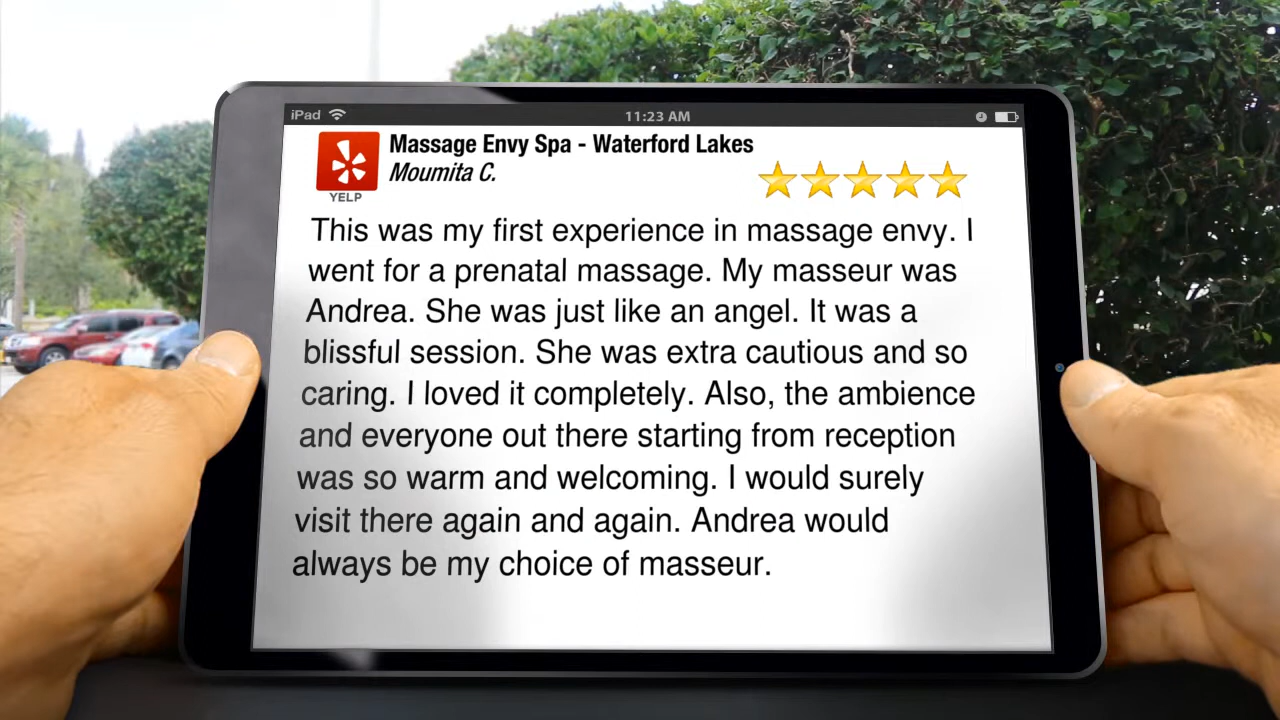 iPad
11:23 AM
Massage Envy Spa - Waterford Lakes
Moumita C.
YELP
This was my first experience in massage envy. I
went for a prenatal massage. My masseur was
Andrea. She was just like an angel. It was a
blissful session. She was extra cautious and so
caring. I loved it completely. Also, the ambience
and everyone out there starting from reception
was so warm and welcoming. I would surely
visit there again and again. Andrea would
always be my choice of masseur.